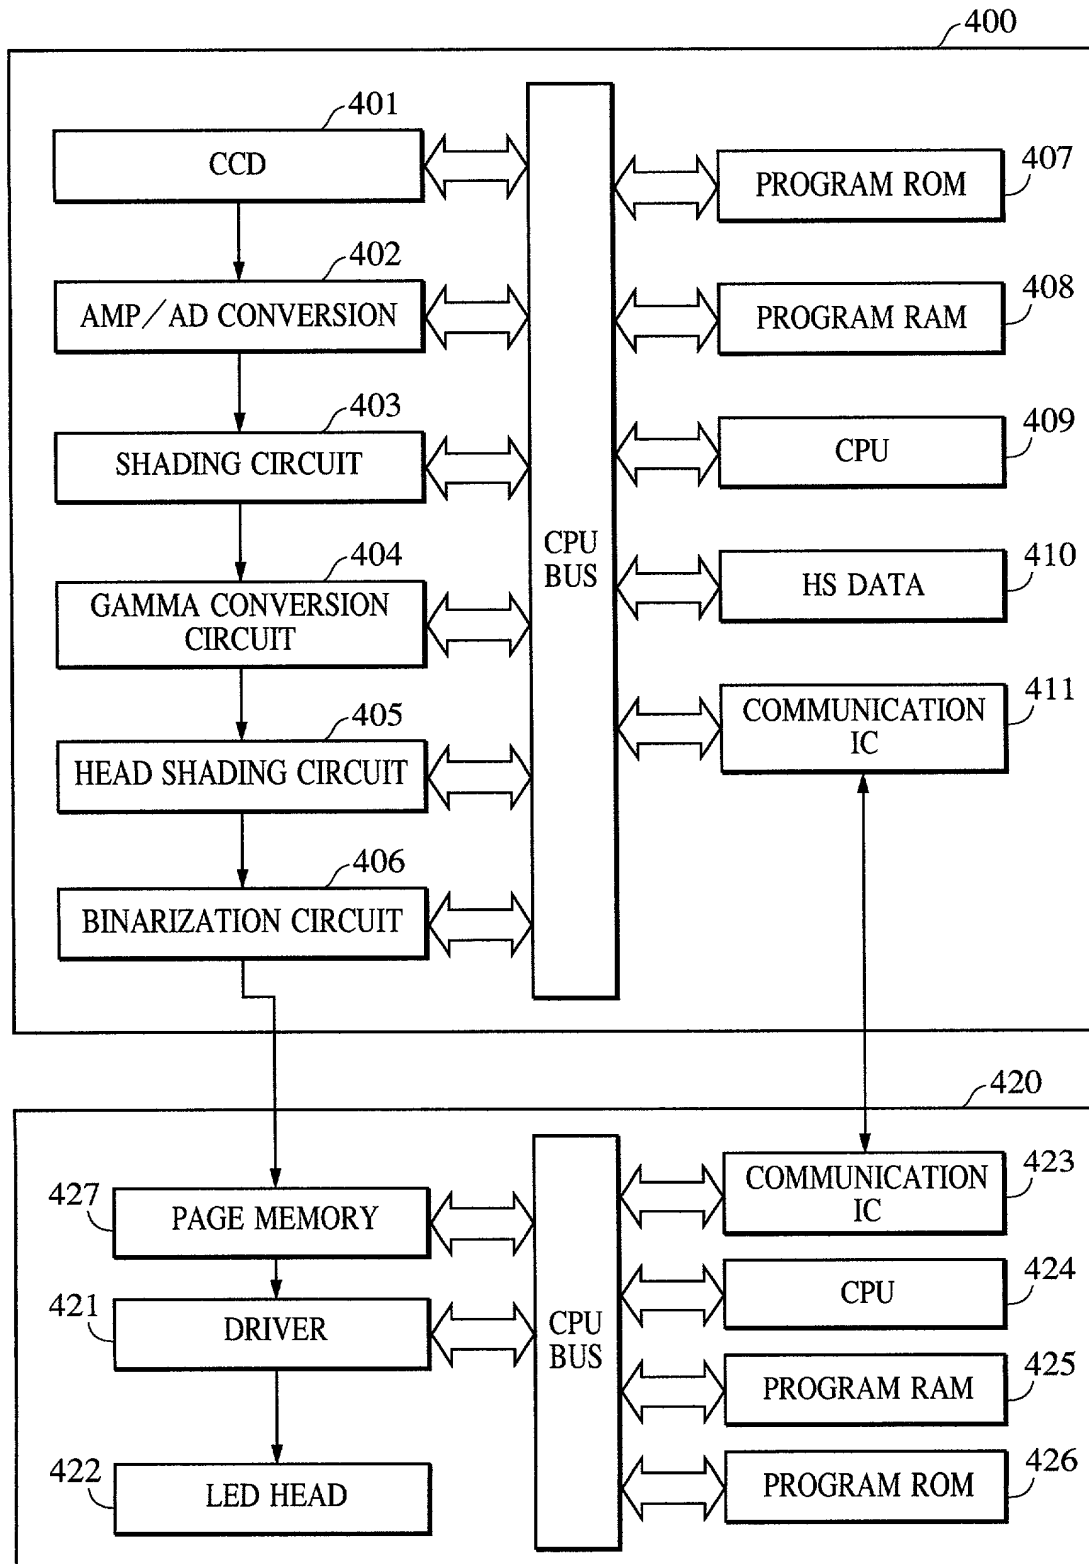 400
401
CCD
402
AMP/AD CONVERSION
403
SHADING CIRCUIT
404
GAMMA CONVERSION
CIRCUIT
405
HEAD SHADING CIRCUIT
406
BINARIZATION CIRCUIT
CPU
BUS
407
PROGRAM ROM
408
PROGRAM RAM
409
CPU
410
HS DATA
411
COMMUNICATION
IC
420
427
PAGE MEMORY
421
DRIVER
422
LED HEAD
CPU
BUS
423
COMMUNICATION
IC
424
CPU
425
PROGRAM RAM
426
PROGRAM ROM